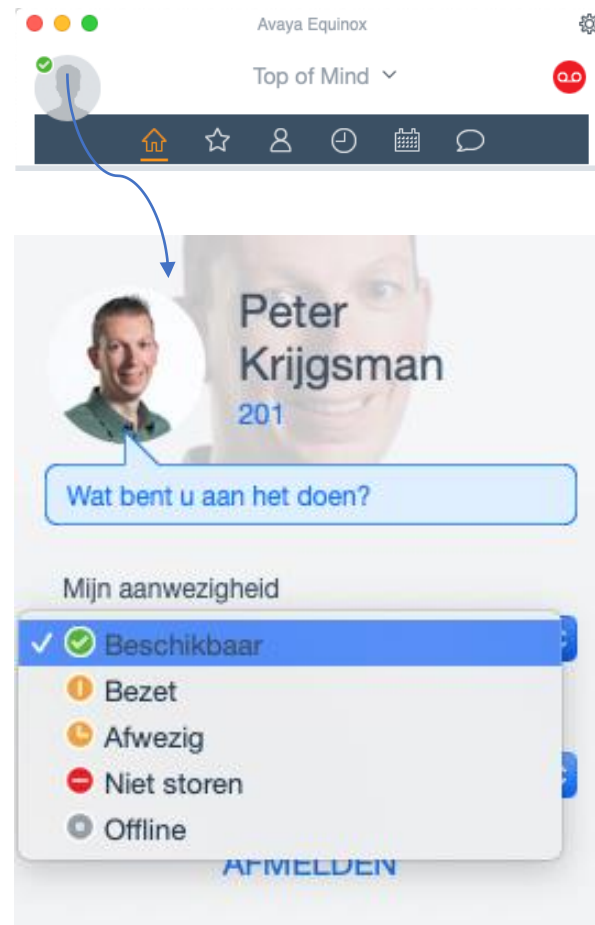 Avaya Equinox
Top of Mind
Peter
Krijgsman
201
Wat bent u aan het doen?
Mijn aanwezigheid
Beschikbaar
Bezet
Afwezig
Niet storen
Offline
AFMELDEN